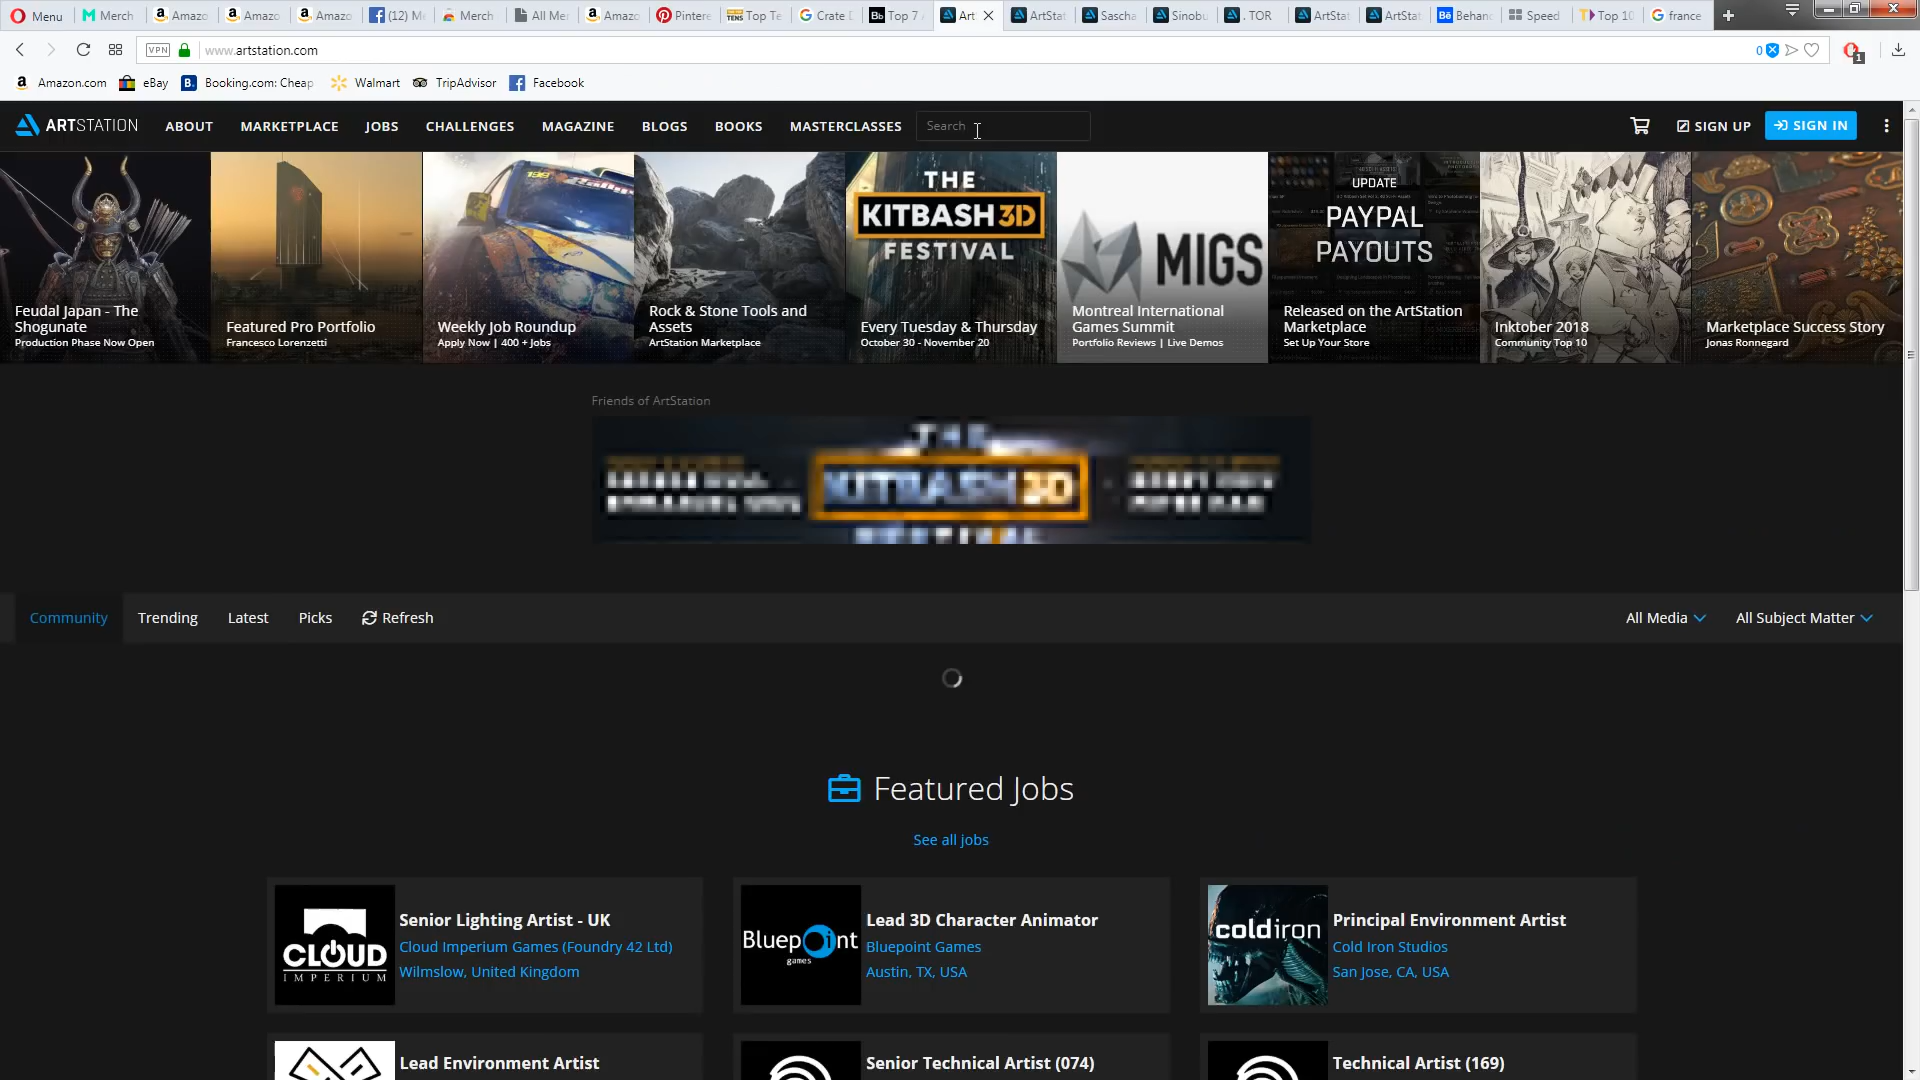 Menu
Merch
Amazo
Amazo
Amazo
(12) Me
Merch
All Mer
Amazo
Pintere
Top Te
Crate D
Top 7
Art
ArtStat
Sascha
Sinobu
. TOR
ArtStat
ArtStat
Behan
Speed
Top 10
france
VPN
www.artstation.com
0
1
Amazon.com
eBay
Booking.com: Cheap
Walmart
TripAdvisor
Facebook
ARTSTATION
ABOUT
MARKETPLACE
JOBS
CHALLENGES
MAGAZINE
BLOGS
BOOKS
MASTERCLASSES
Search
SIGN UP
SIGN IN
Feudal Japan - The
Shogunate
Production Phase Now Open
Featured Pro Portfolio
Francesco Lorenzetti
Weekly Job Roundup
Apply Now | 400 + Jobs
Rock & Stone Tools and
Assets
ArtStation Marketplace
THE
KITBASH3D
FESTIVAL
Every Tuesday & Thursday
October 30 - November 20
MIGS
Montreal International
Games Summit
Portfolio Reviews | Live Demos
UPDATE
PAYPAL
PAYOUTS
Released on the ArtStation
Marketplace
Set Up Your Store
Inktober 2018
Community Top 10
Marketplace Success Story
Jonas Ronnegard
Friends of ArtStation
THE
KITBASH3D
FESTIVAL
Community
Trending
Latest
Picks
Refresh
All Media
All Subject Matter
Featured Jobs
See all jobs
CLOUD
IMPERIUM
Senior Lighting Artist - UK
Cloud Imperium Games (Foundry 42 Ltd)
Wilmslow, United Kingdom
Bluepoint
games
Lead 3D Character Animator
Bluepoint Games
Austin, TX, USA
coldiron
Principal Environment Artist
Cold Iron Studios
San Jose, CA, USA
Lead Environment Artist
Senior Technical Artist (074)
Technical Artist (169)